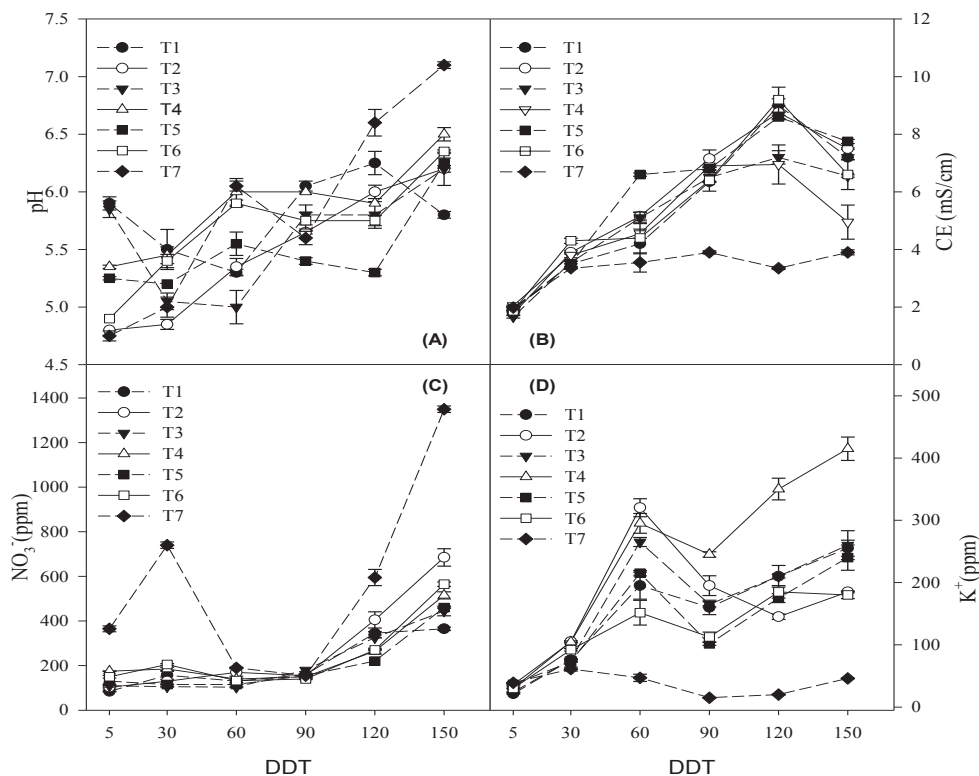 7.5
7.0
6.5
6.0
5.5
5.0
4.5
pH
T1
T2
T3
T4
T5
T6
T7
(A)
T1
T2
T3
T4
T5
T6
T7
(B)
12
10
8
6
4
2
0
CE (mS/cm)
1400
1200
1000
800
600
400
200
0
NO3-(ppm)
T1
T2
T3
T4
T5
T6
T7
(C)
5 30 60 90 120 150
DDT
(D)
T1
T2
T3
T4
T5
T6
T7
500
400
300
200
100
0
K+(ppm)
5 30 60 90 120 150
DDT